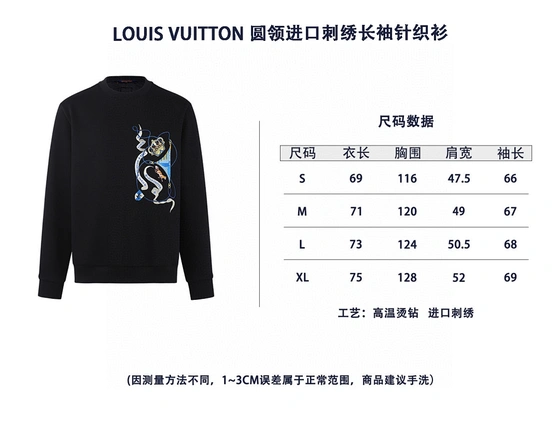 LOUIS VUITTON 圆领进口刺绣长袖针织衫
尺码数据
尺码 衣长 胸围 肩宽 袖长
S 69 116 47.5 66
M 71 120 49 67
L 73 124 50.5 68
XL 75 128 52 69
工艺：高温烫钻 进口刺绣
(因测量方法不同，1~3CM误差属于正常范围，商品建议手洗）